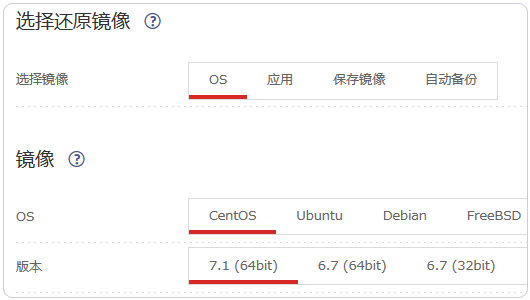 选择还原镜像 ?
选择镜像 OS 应用 保存镜像 自动备份
镜像 ?
OS CentOS Ubuntu Debian FreeBSD
版本 7.1 (64bit) 6.7 (64bit) 6.7 (32bit)